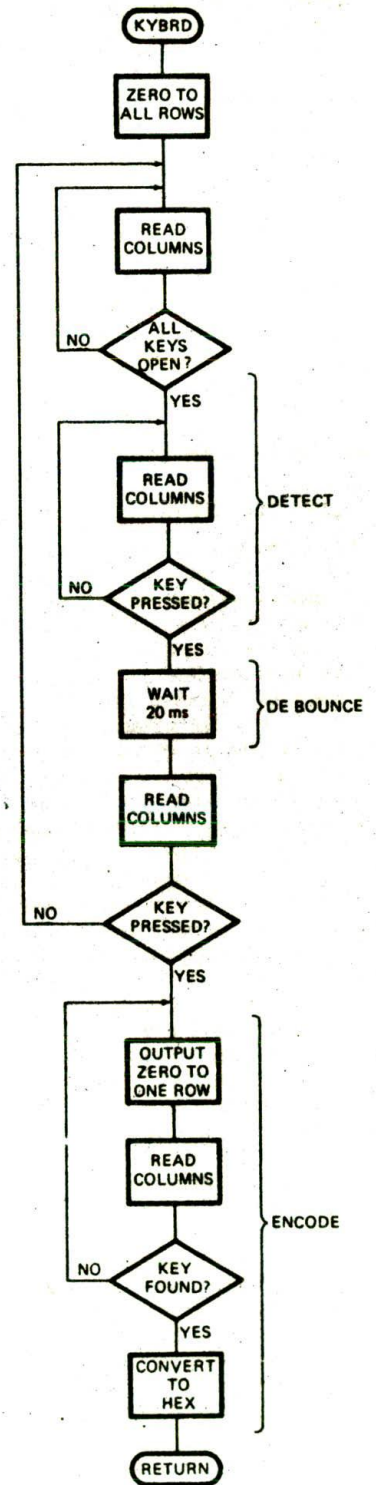 KYBRD
ZERO TO
ALL ROWS
READ
COLUMNS
ALL
KEYS
OPEN?
NO
YES
READ
COLUMNS
DETECT
KEY
PRESSED?
NO
YES
WAIT
20 ms
DE BOUNCE
READ
COLUMNS
KEY
PRESSED?
NO
YES
OUTPUT
ZERO TO
ONE ROW
READ
COLUMNS
ENCODE
KEY
FOUND?
NO
YES
CONVERT
TO
HEX
RETURN